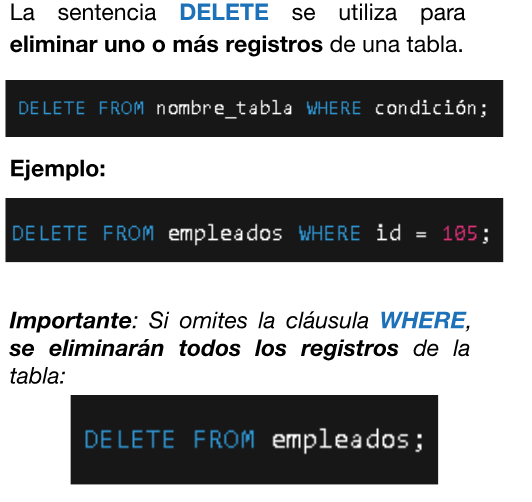 La sentencia DELETE se utiliza para
eliminar uno o más registros de una tabla.
DELETE FROM nombre_tabla WHERE condición;
Ejemplo:
DELETE FROM empleados WHERE id = 105;
Importante: Si omites la cláusula WHERE,
se eliminarán todos los registros de la
tabla:
DELETE FROM empleados;